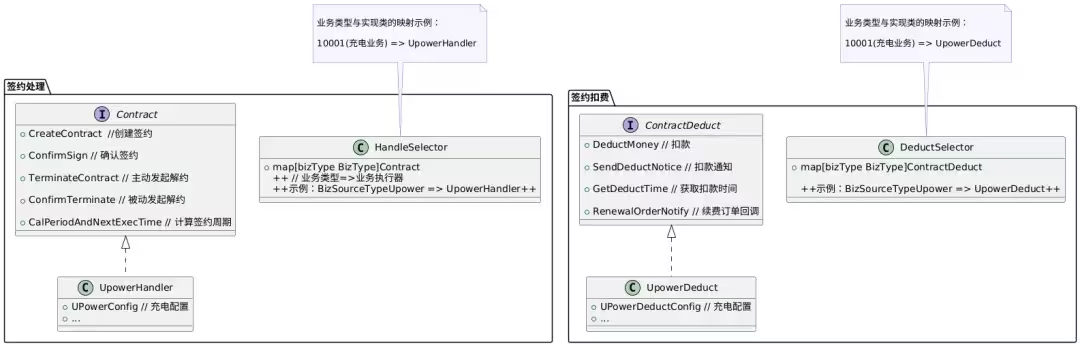 业务类型与实现类的映射示例：
10001(充电业务) => UpowerHandler
签约处理
I Contract
CreateContract //创建签约
ConfirmSign // 确认签约
TerminateContract // 主动发起解约
ConfirmTerminate // 被动发起解约
CalPeriodAndNextExecTime // 计算签约周期
C HandleSelector
map[bizType BizType]Contract
++ // 业务类型=>业务执行器
++示例：BizSourceTypeUpower => UpowerHandler++
C UpowerHandler
UPowerConfig // 充电配置
...
业务类型与实现类的映射示例：
10001(充电业务) => UpowerDeduct
签约扣费
I ContractDeduct
DeductMoney // 扣款
SendDeductNotice // 扣款通知
GetDeductTime // 获取扣款时间
RenewalOrderNotify // 续费订单回调
C DeductSelector
map[bizType BizType]ContractDeduct
++示例：BizSourceTypeUpower => UpowerDeduct++
C UpowerDeduct
UPowerDeductConfig // 充电配置
...